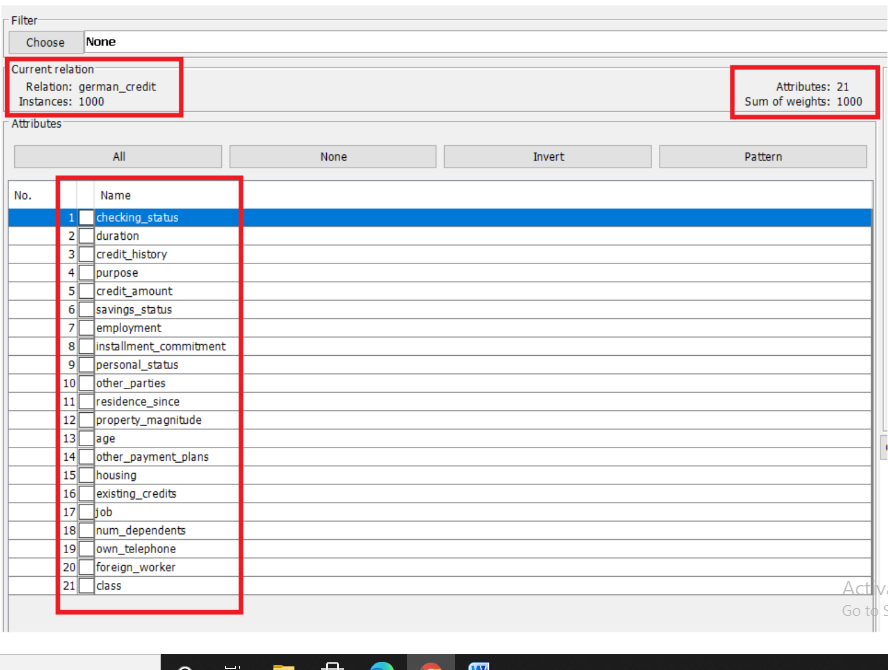 Filter
Choose None
Current relation
Relation: german_credit Attributes: 21
Instances: 1000 Sum of weights: 1000
Attributes
All None Invert Pattern
No. Name
1 checking_status
2 duration
3 credit_history
4 purpose
5 credit_amount
6 savings_status
7 employment
8 installment_commitment
9 personal_status
10 other_parties
11 residence_since
12 property_magnitude
13 age
14 other_payment_plans
15 housing
16 existing_credits
17 job
18 num_dependents
19 own_telephone
20 foreign_worker
21 class
Go to S